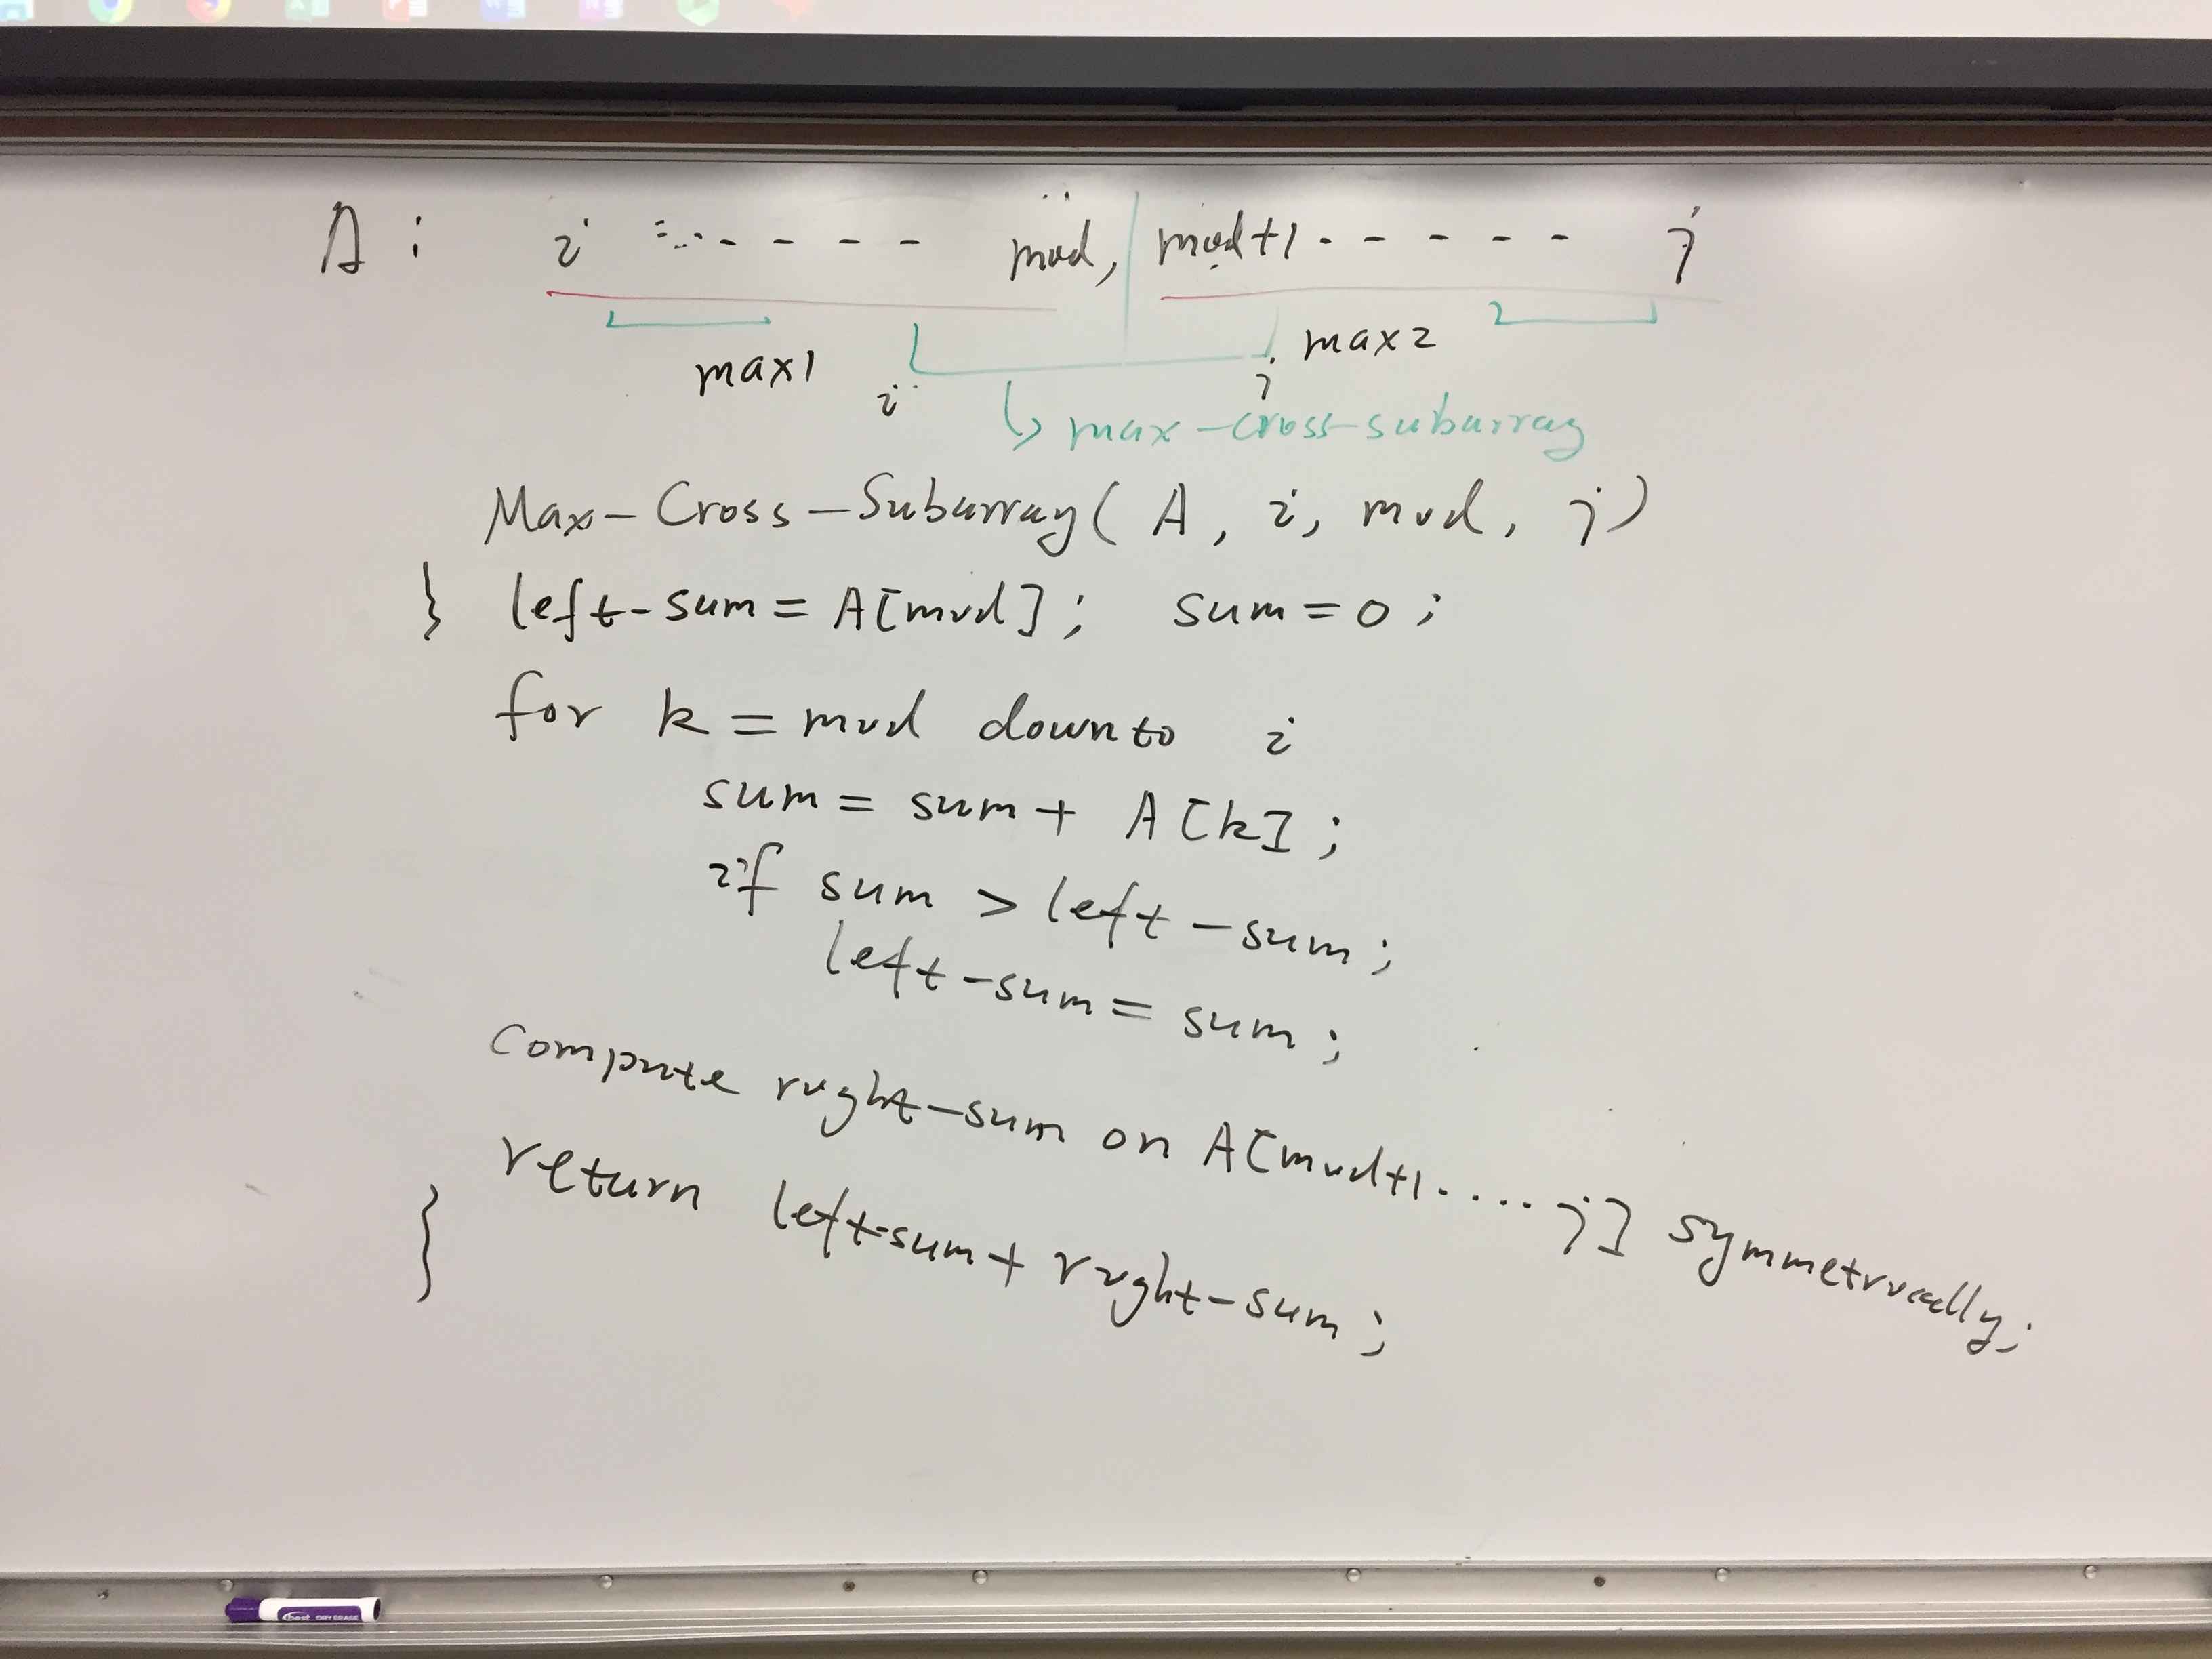 A : i ------- mid, mid+1 ----- j
max1 max2
i j
max-cross-subarray
Max-Cross-Subarray(A, i, mid, j)
} left-sum = A[mid]; sum = 0;
for k = mid downto i
sum = sum + A[k];
if sum > left-sum;
left-sum = sum;
compute right-sum on A[mid+1.....j] symmetrically;
return left-sum + right-sum;
}
best DRY ERASE